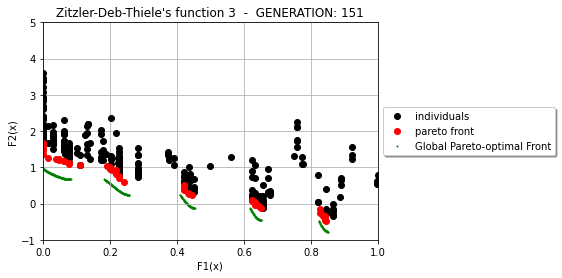 Zitzler-Deb-Thiele's function 3  -  GENERATION: 151
5
4
3
2
1
0
−1
F2(x)
0.0 0.2 0.4 0.6 0.8 1.0
F1(x)
individuals
pareto front
Global Pareto-optimal Front